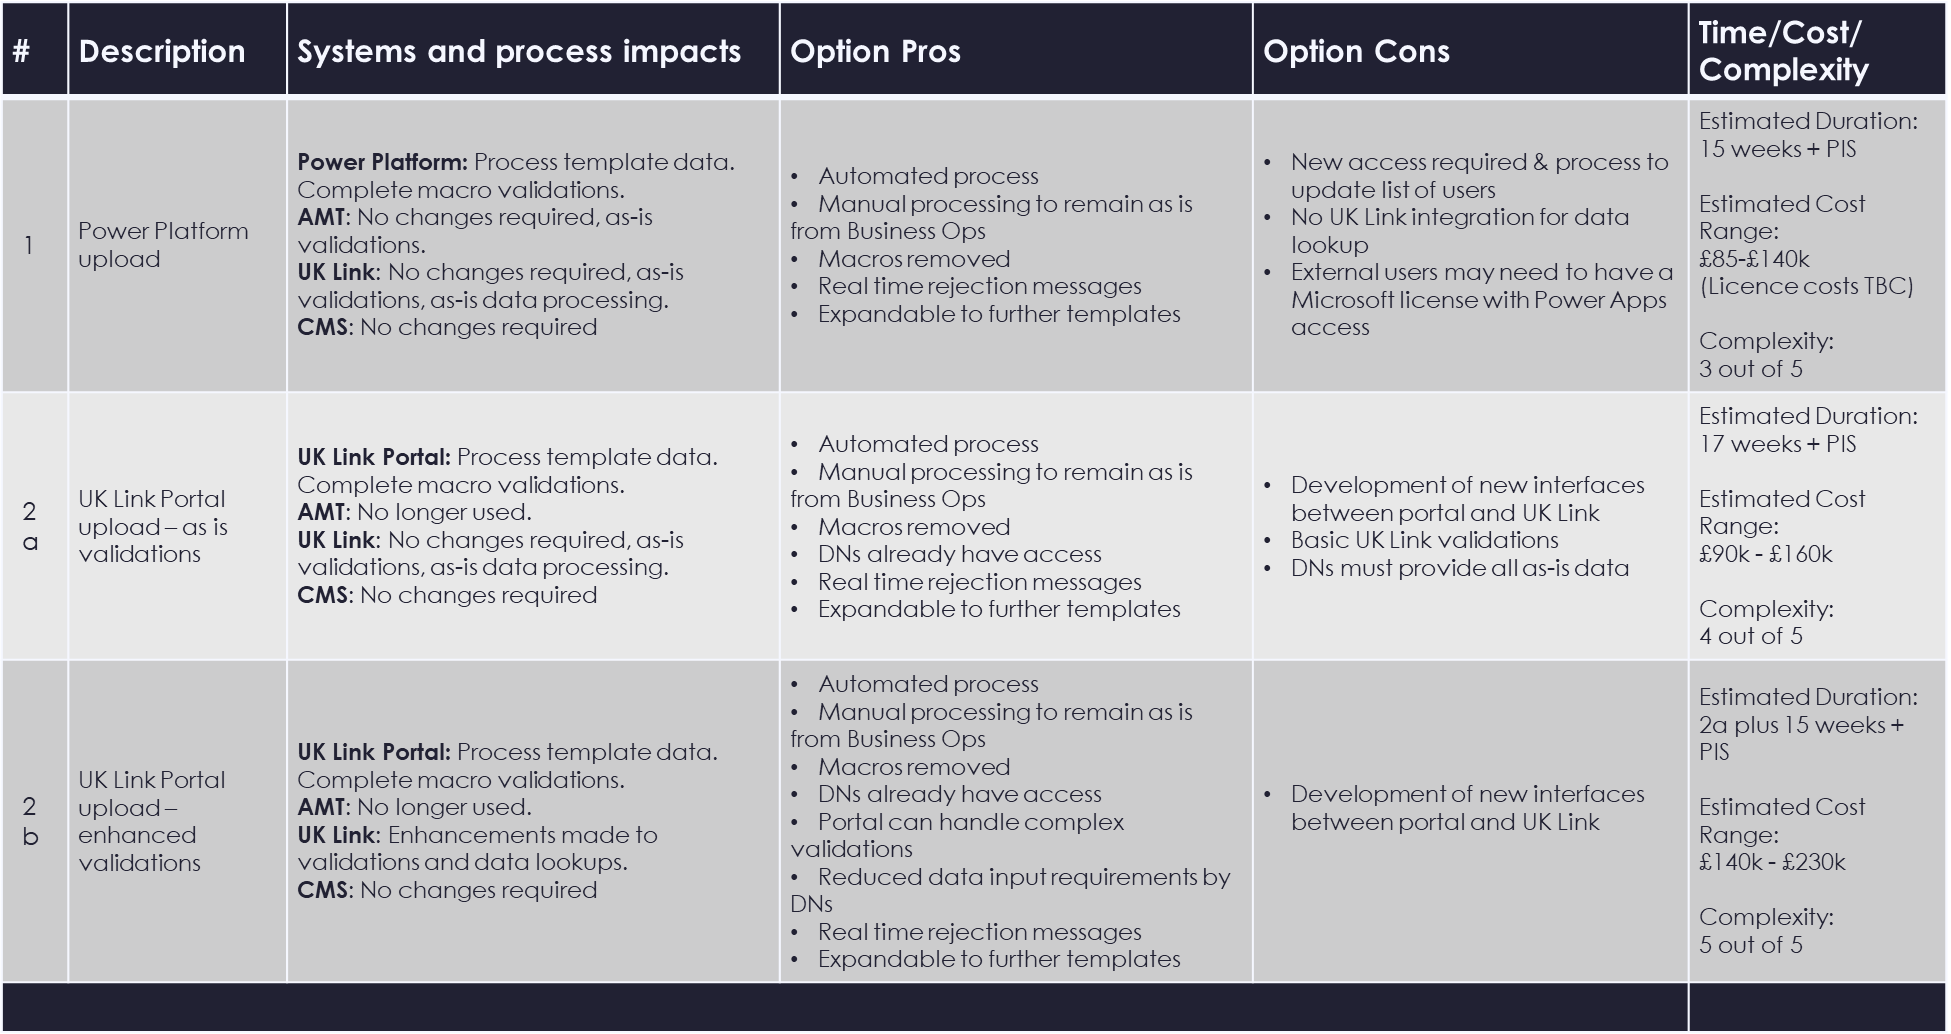 #
Description
Systems and process impacts
Option Pros
Option Cons
Time/Cost/
Complexity
1
Power Platform
upload
Power Platform: Process template data.
Complete macro validations.
AMT: No changes required, as-is
validations.
UK Link: No changes required, as-is
validations, as-is data processing.
CMS: No changes required
• Automated process
• Manual processing to remain as is
from Business Ops
• Macros removed
• Real time rejection messages
• Expandable to further templates
• New access required & process to
update list of users
• No UK Link integration for data
lookup
• External users may need to have a
Microsoft license with Power Apps
access
Estimated Duration:
15 weeks + PIS
Estimated Cost
Range:
£85-£140k
(Licence costs TBC)
Complexity:
3 out of 5
2
a
UK Link Portal
upload – as is
validations
UK Link Portal: Process template data.
Complete macro validations.
AMT: No longer used.
UK Link: No changes required, as-is
validations, as-is data processing.
CMS: No changes required
• Automated process
• Manual processing to remain as is
from Business Ops
• Macros removed
• DNs already have access
• Real time rejection messages
• Expandable to further templates
• Development of new interfaces
between portal and UK Link
• Basic UK Link validations
• DNs must provide all as-is data
Estimated Duration:
17 weeks + PIS
Estimated Cost
Range:
£90k - £160k
Complexity:
4 out of 5
2
b
UK Link Portal
upload –
enhanced
validations
UK Link Portal: Process template data.
Complete macro validations.
AMT: No longer used.
UK Link: Enhancements made to
validations and data lookups.
CMS: No changes required
• Automated process
• Manual processing to remain as is
from Business Ops
• Macros removed
• DNs already have access
• Portal can handle complex
validations
• Reduced data input requirements by
DNs
• Real time rejection messages
• Expandable to further templates
• Development of new interfaces
between portal and UK Link
Estimated Duration:
2a plus 15 weeks +
PIS
Estimated Cost
Range:
£140k - £230k
Complexity:
5 out of 5